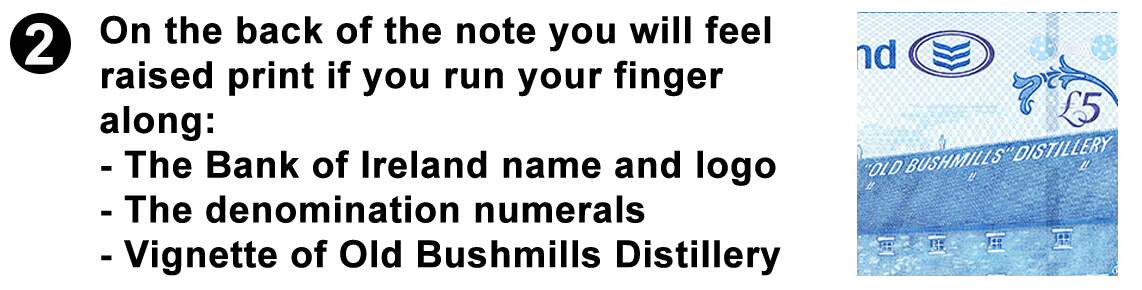 2
On the back of the note you will feel
raised print if you run your finger
along:
- The Bank of Ireland name and logo
- The denomination numerals
- Vignette of Old Bushmills Distillery
nd
£5
"OLD BUSHMILLS" DISTILLERY